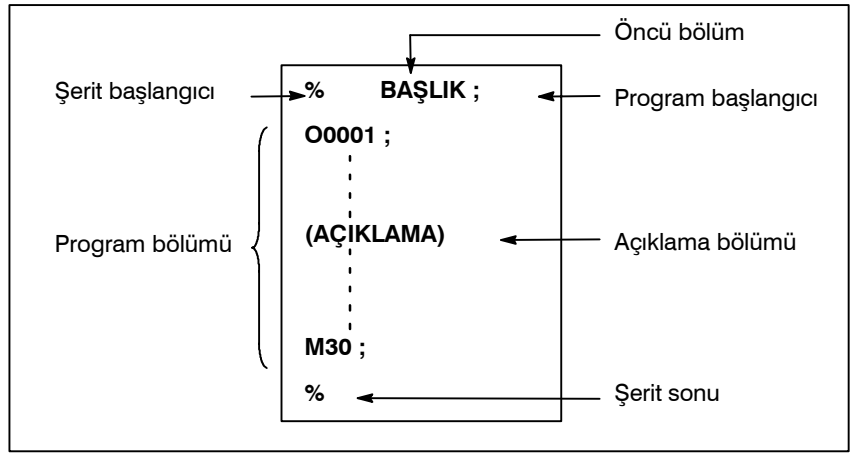 Öncü bölüm
Şerit başlangıcı
% BAŞLIK ;
Program başlangıcı
O0001 ;
Program bölümü
(AÇIKLAMA)
Açıklama bölümü
M30 ;
%
Şerit sonu